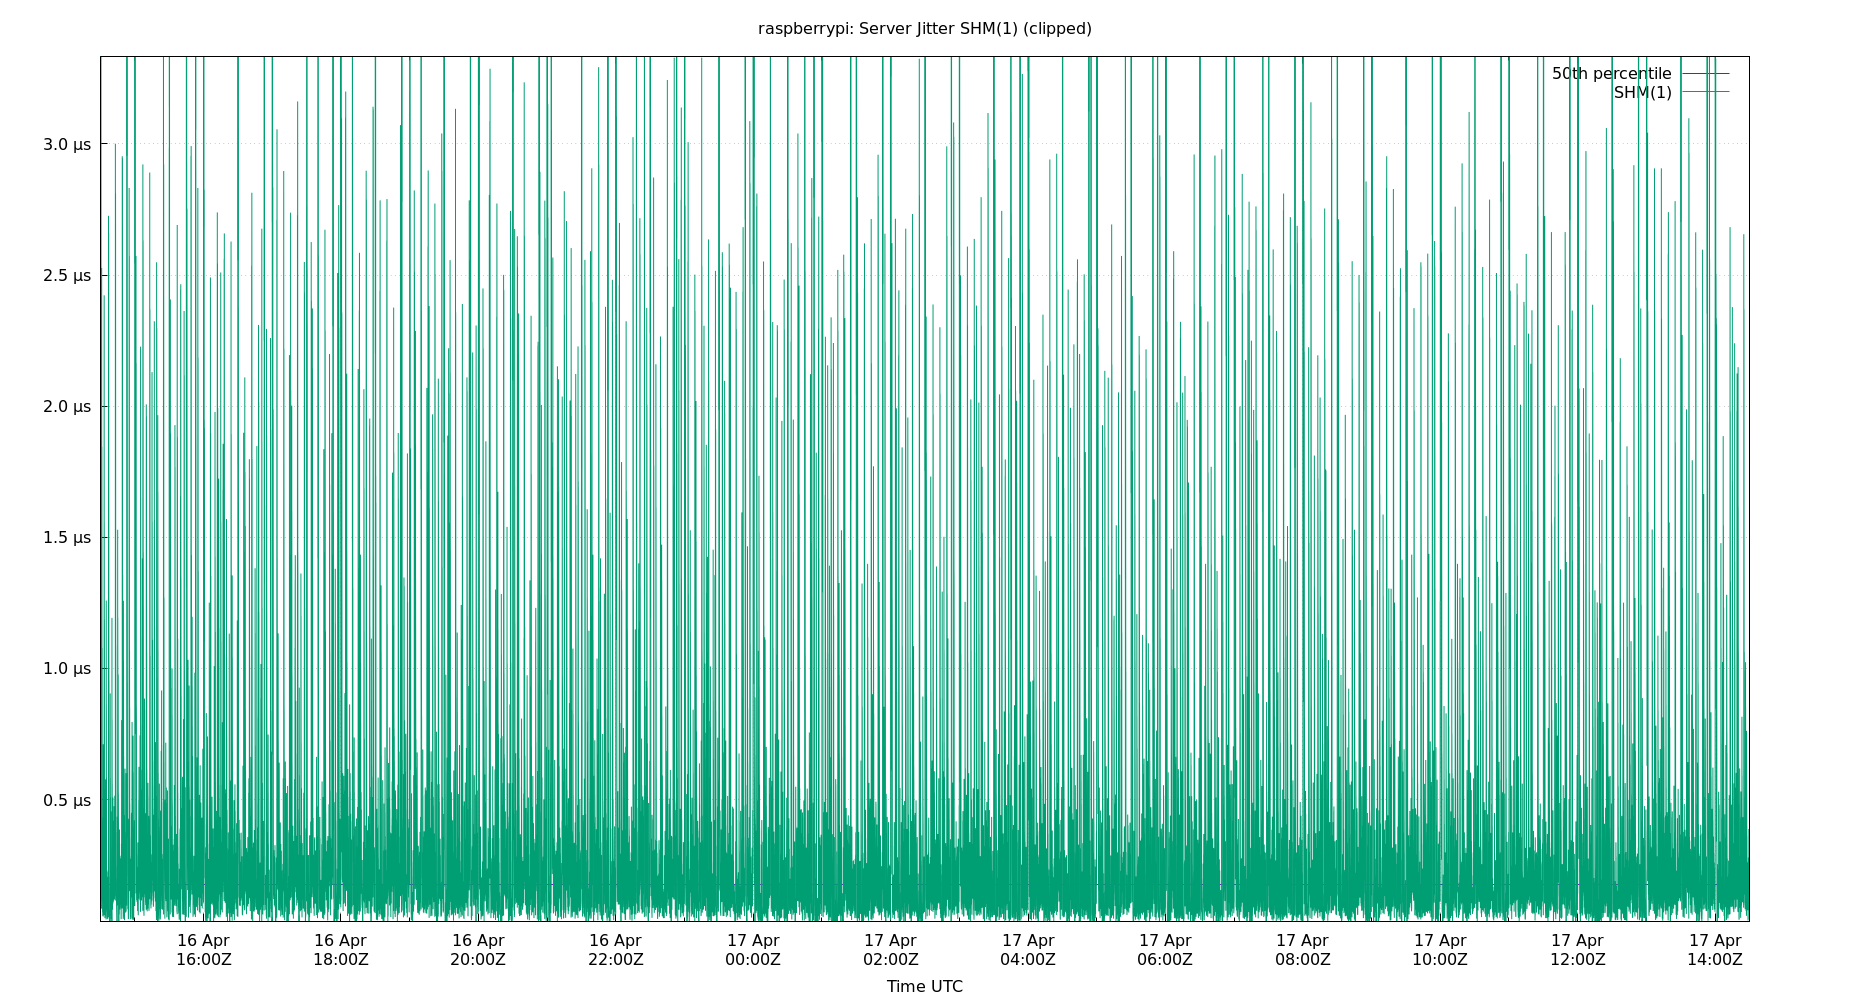 raspberrypi: Server Jitter SHM(1) (clipped)
50th percentile
SHM(1)
3.0 µs
2.5 µs
2.0 µs
1.5 µs
1.0 µs
0.5 µs
16 Apr 16 Apr 16 Apr 16 Apr 17 Apr 17 Apr 17 Apr 17 Apr 17 Apr 17 Apr 17 Apr 17 Apr
16:00Z 18:00Z 20:00Z 22:00Z 00:00Z 02:00Z 04:00Z 06:00Z 08:00Z 10:00Z 12:00Z 14:00Z
Time UTC